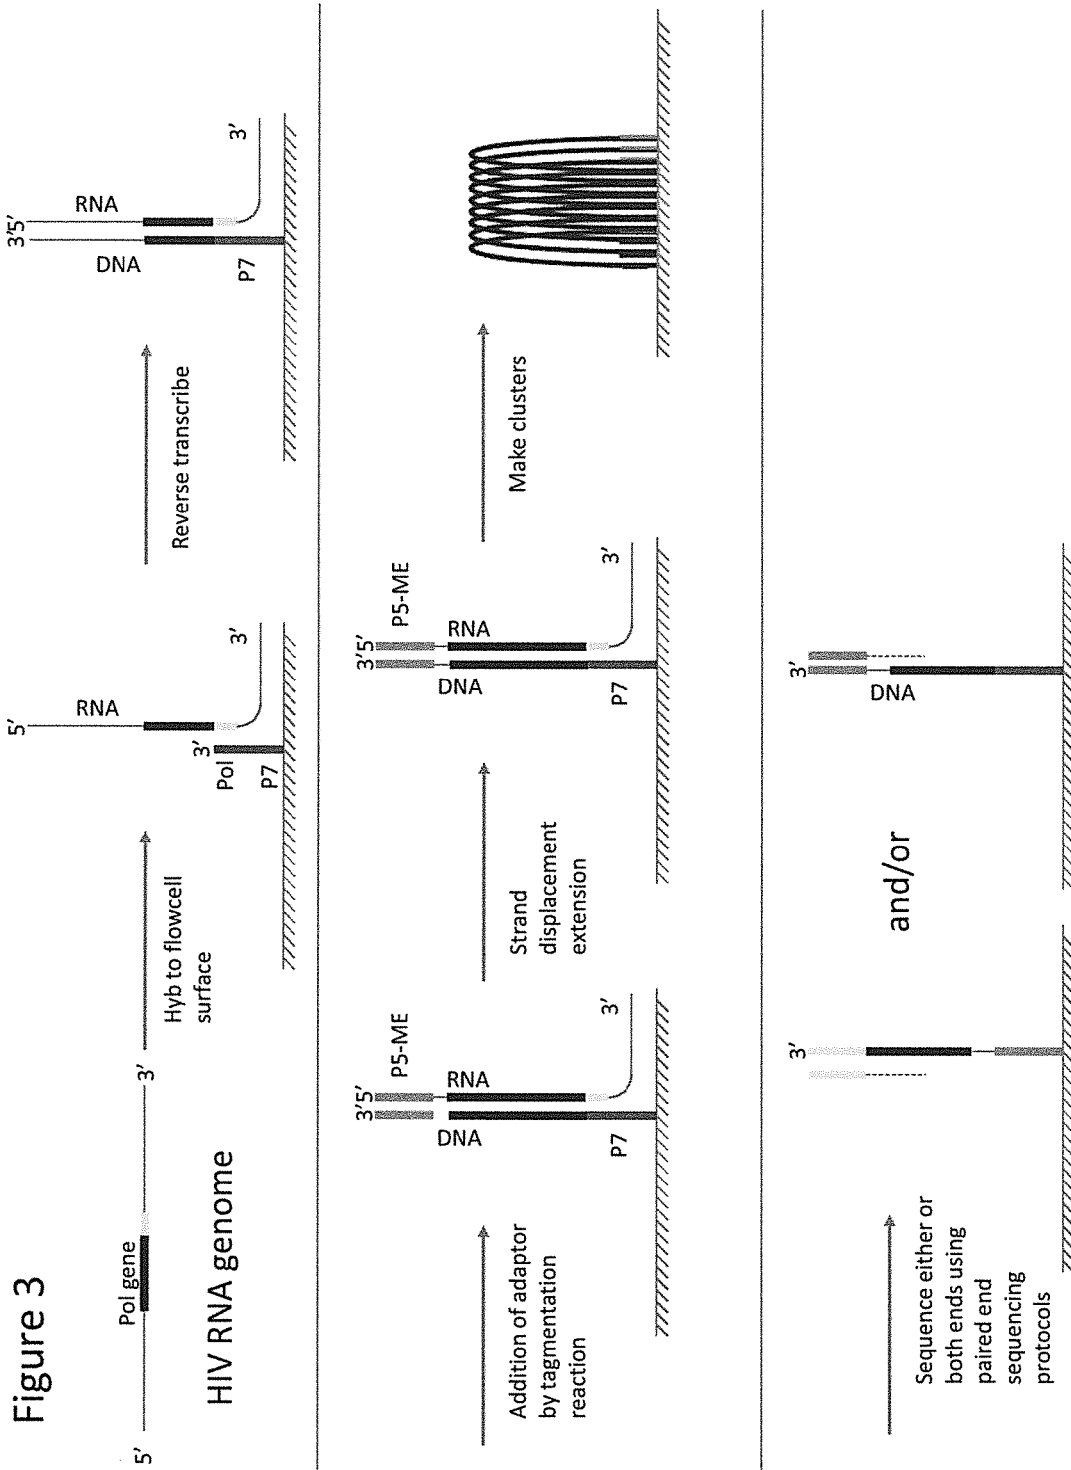 Figure 3
5'
Pol gene
3'
HIV RNA genome
Hyb to flowcell
surface
5'
RNA
3'
Pol
P7
3'
Reverse transcribe
3'5'
RNA
DNA
P7
3'
Addition of adaptor
by tagmentation
reaction
3'5'
P5-ME
RNA
DNA
P7
3'
Strand
displacement
extension
3'5'
P5-ME
RNA
DNA
P7
3'
Make clusters
Sequence either or
both ends using
paired end
sequencing
protocols
3'
and/or
3'
DNA